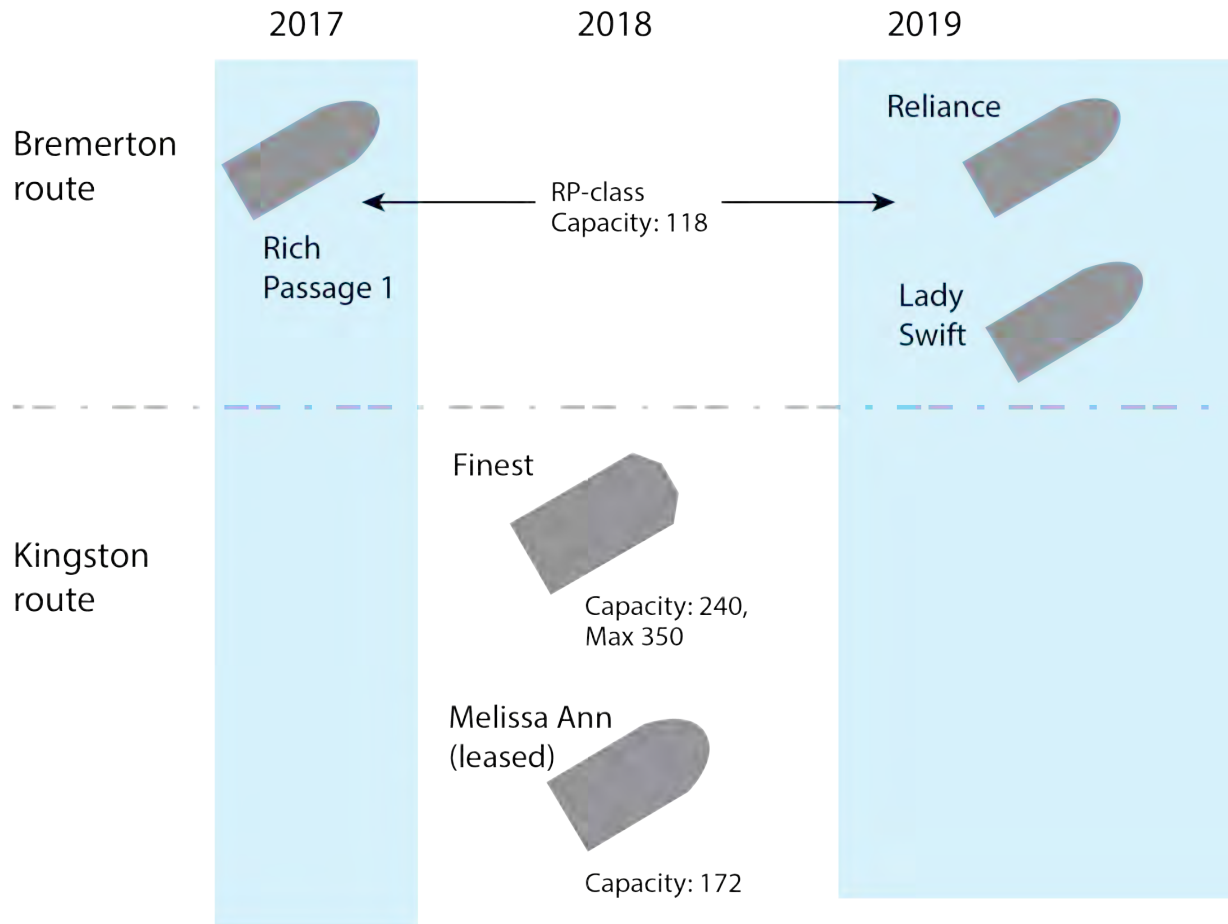 2017
2018
2019
Bremerton
route
Rich
Passage 1
RP-class
Capacity: 118
Reliance
Lady
Swift
Kingston
route
Finest
Capacity: 240,
Max 350
Melissa Ann
(leased)
Capacity: 172